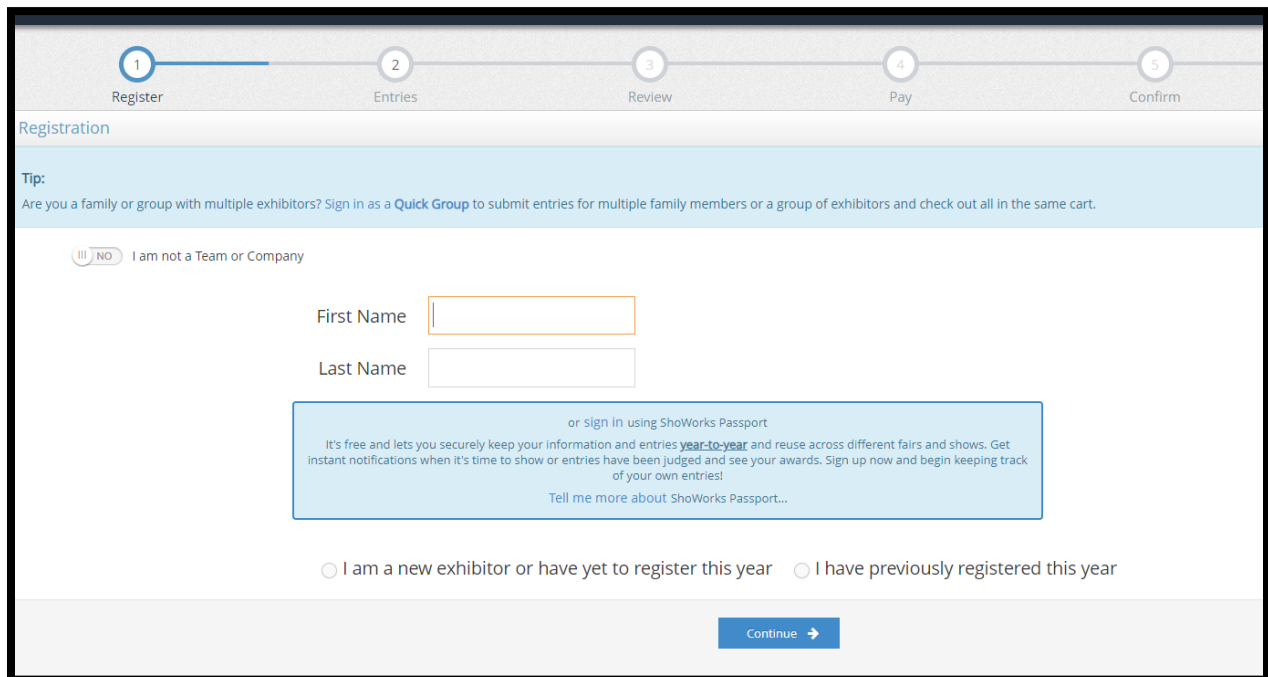 1 2 3 4 5
Register Entries Review Pay Confirm
Registration
Tip:
Are you a family or group with multiple exhibitors? Sign in as a Quick Group to submit entries for multiple family members or a group of exhibitors and check out all in the same cart.
NO I am not a Team or Company
First Name
Last Name
or sign in using ShoWorks Passport
It's free and lets you securely keep your information and entries year-to-year and reuse across different fairs and shows. Get
instant notifications when it's time to show or entries have been judged and see your awards. Sign up now and begin keeping track
of your own entries!
Tell me more about ShoWorks Passport...
I am a new exhibitor or have yet to register this year I have previously registered this year
Continue